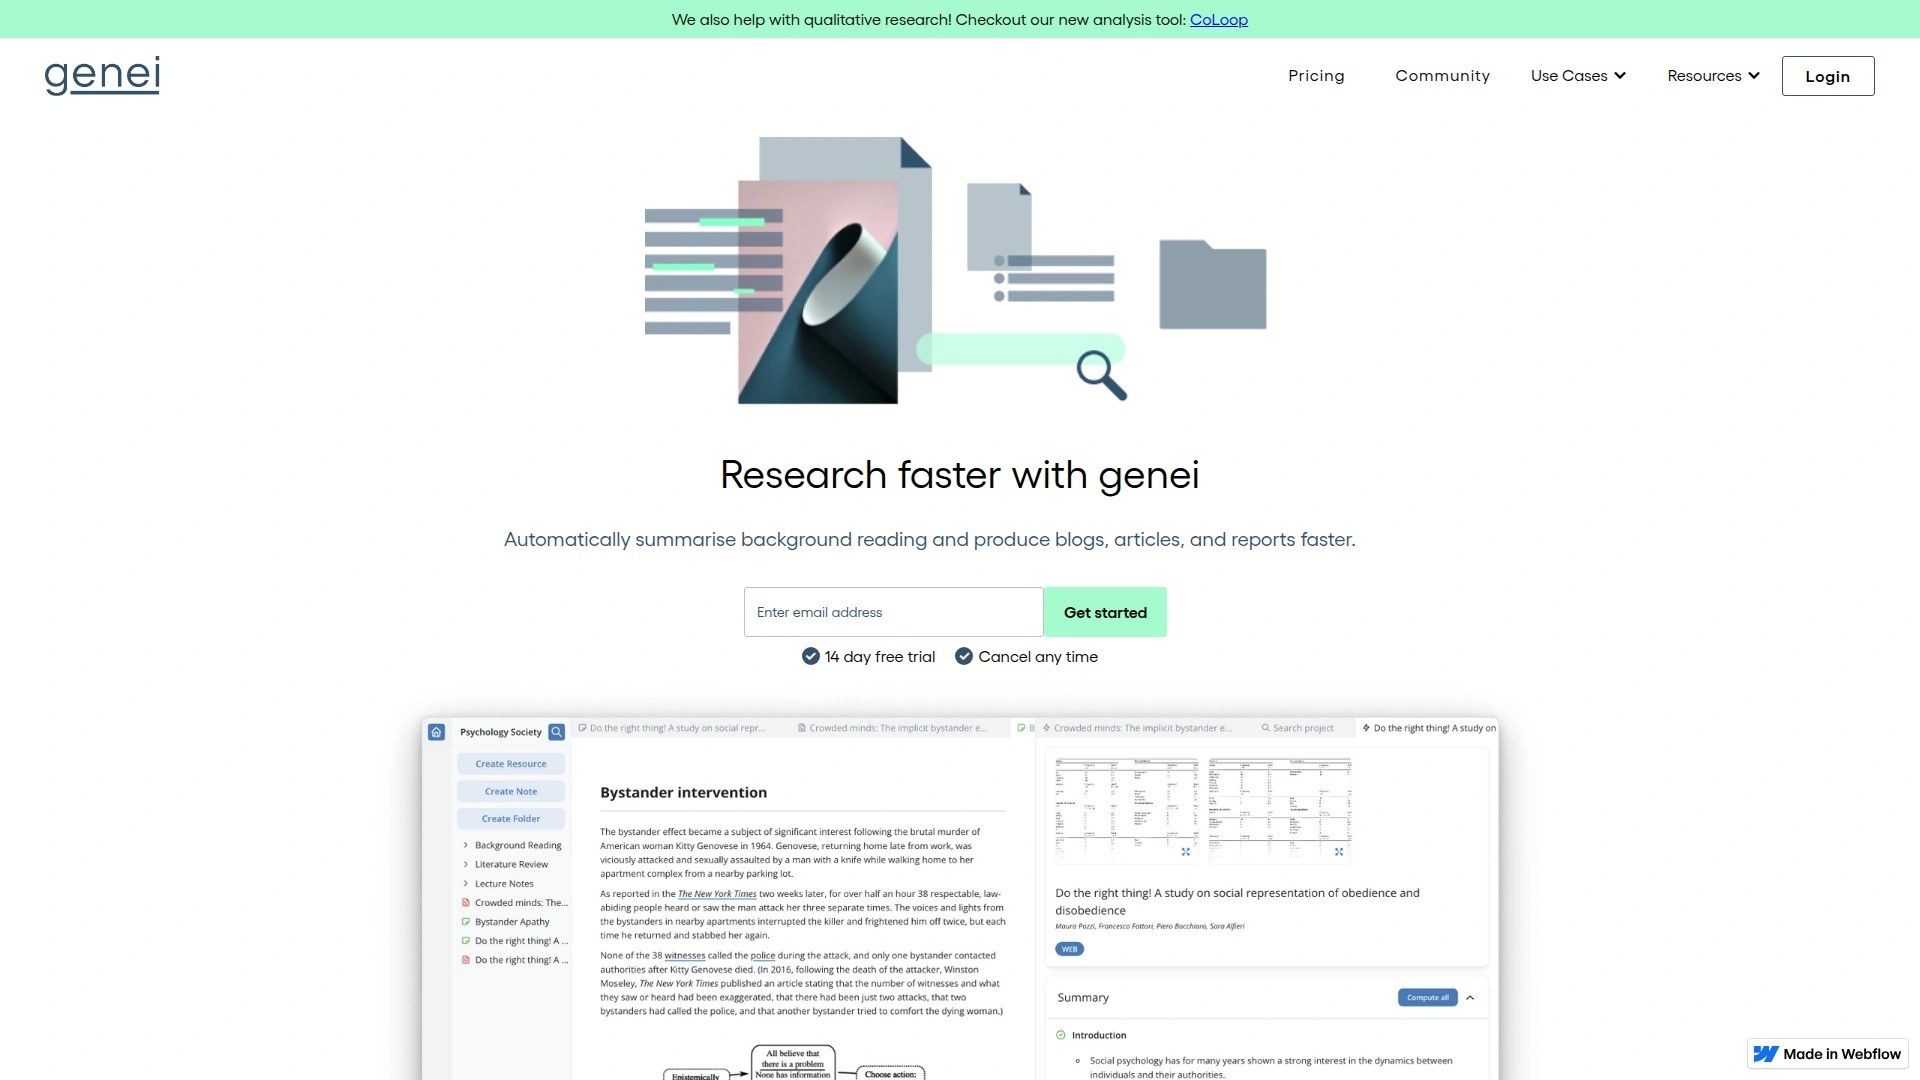 We also help with qualitative research! Checkout our new analysis tool: CoLoop
genei
Pricing
Community
Use Cases
Resources
Login
Research faster with genei
Automatically summarise background reading and produce blogs, articles, and reports faster.
Enter email address
Get started
14 day free trial
Cancel any time
Psychology Society
Create Resource
Create Note
Create Folder
Background Reading
Literature Review
Lecture Notes
Crowded minds: The...
Bystander Apathy
Do the right thing! A ...
Do the right thing! A ...
Do the right thing! A study on social repr...
Crowded minds: The implicit bystander e...
B
Bystander intervention
The bystander effect became a subject of significant interest following the brutal murder of
American woman Kitty Genovese in 1964. Genovese, returning home late from work, was
viciously attacked and sexually assaulted by a man with a knife while walking home to her
apartment complex from a nearby parking lot.
As reported in the The New York Times two weeks later, for over half an hour 38 respectable, law-
abiding people heard or saw the man attack her three separate times. The voices and lights from
the bystanders in nearby apartments interrupted the killer and frightened him off twice, but each
time he returned and stabbed her again.
None of the 38 witnesses called the police during the attack, and only one bystander contacted
authorities after Kitty Genovese died. (In 2016, following the death of the attacker, Winston
Moseley, The New York Times published an article stating that the number of witnesses and what
they saw or heard had been exaggerated, that there had been just two attacks, that two
bystanders had called the police, and that another bystander tried to comfort the dying woman.)
All believe that
there is a problem
None has information
Epistemically
Choose action:
Crowded minds: The implicit bystander e...
Search project
Do the right thing! A study on
Do the right thing! A study on social representation of obedience and
disobedience
Mauro Pozzi, Francesco Fattori, Piero Bocchiaro, Sara Alfieri
WEB
Summary
Compute all
Introduction
Social psychology has for many years shown a strong interest in the dynamics between
individuals and their authorities.
Made in Webflow